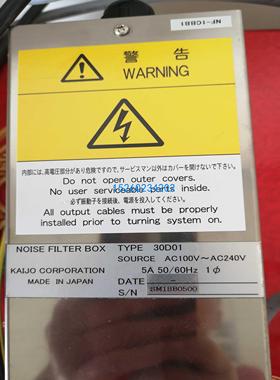 NF-1CBB1
警告
WARNING
内部には、高電圧部分があり危険ですので、サービスマン以外はカバーを開けないで下さい。
Do not open outer covers.
No user serviceable parts inside.
必ず振動子を接続後、電源を投入してください。
All output cables must be properly
installed prior to turning system on.
NOISE FILTER BOX TYPE 30D01
SOURCE AC100V～AC240V
KAIJO CORPORATION 5A 50/60Hz 1φ
MADE IN JAPAN DATE -
S/N SM18B0500